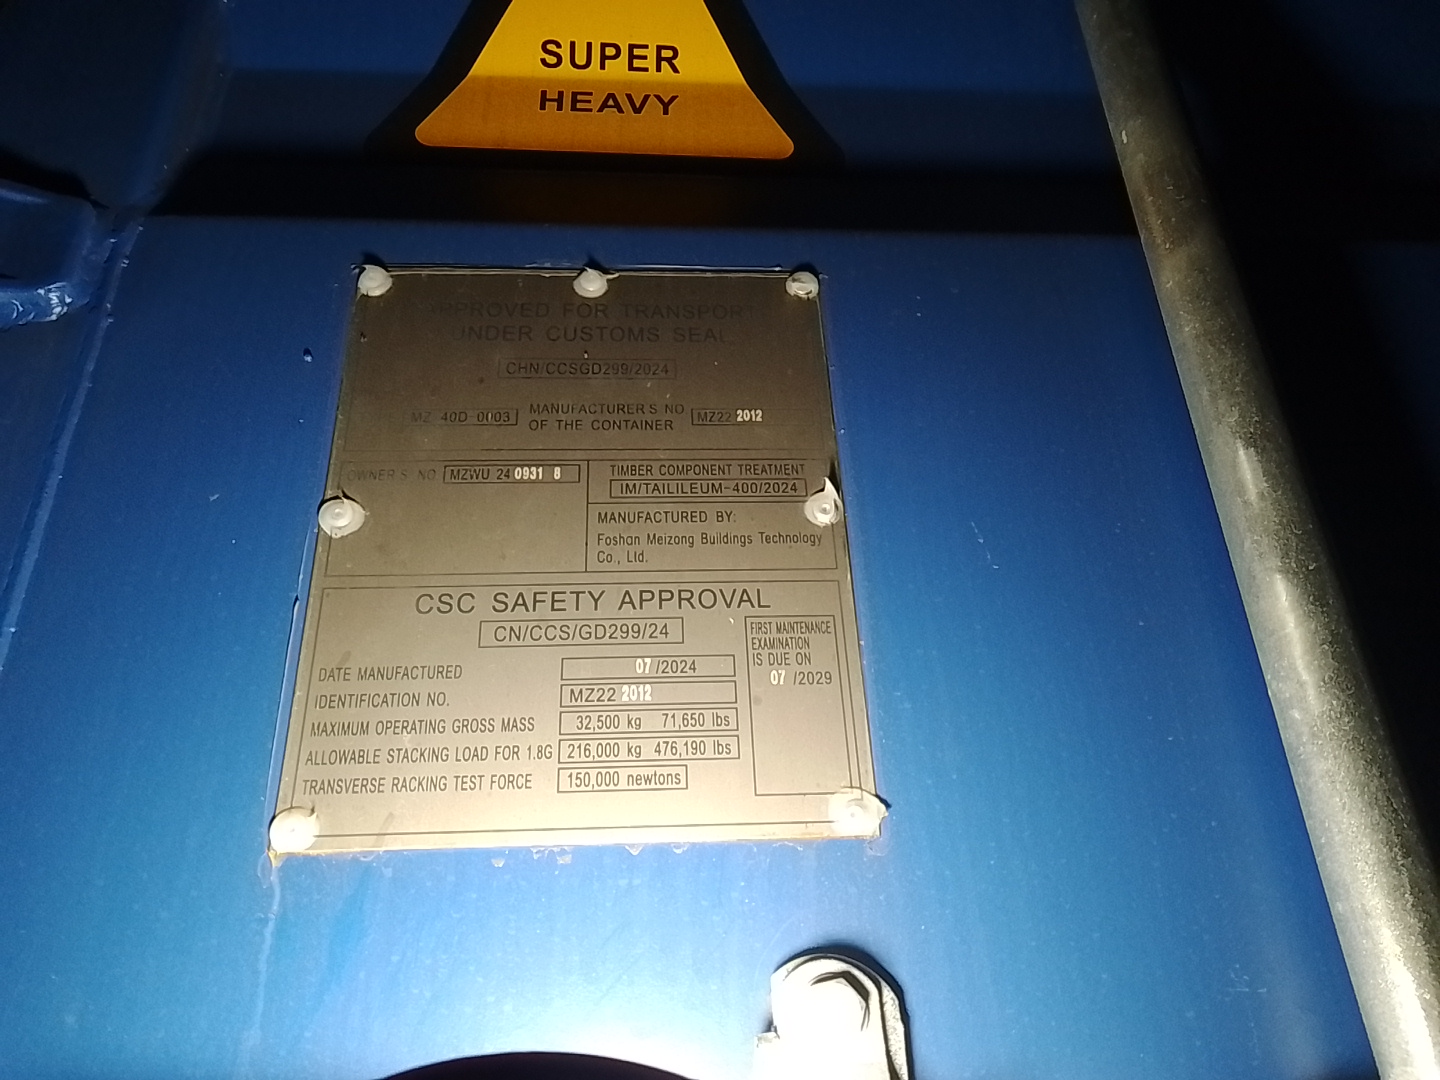 SUPER
HEAVY
APPROVED FOR TRANSPORT
UNDER CUSTOMS SEAL
CHN/CCSGD299/2024
MZ 40D 0003 MANUFACTURER S NO OF THE CONTAINER MZ22 2012
OWNER S NO MZWU 24 0931 8
TIMBER COMPONENT TREATMENT
IM/TAILILEUM-400/2024
MANUFACTURED BY:
Foshan Meizong Buildings Technology
Co., Ltd.
CSC SAFETY APPROVAL
CN/CCS/GD299/24
FIRST MAINTENANCE
EXAMINATION
IS DUE ON
07 /2029
DATE MANUFACTURED 07 /2024
IDENTIFICATION NO. MZ22 2012
MAXIMUM OPERATING GROSS MASS 32,500 kg 71,650 lbs
ALLOWABLE STACKING LOAD FOR 1.8G 216,000 kg 476,190 lbs
TRANSVERSE RACKING TEST FORCE 150,000 newtons